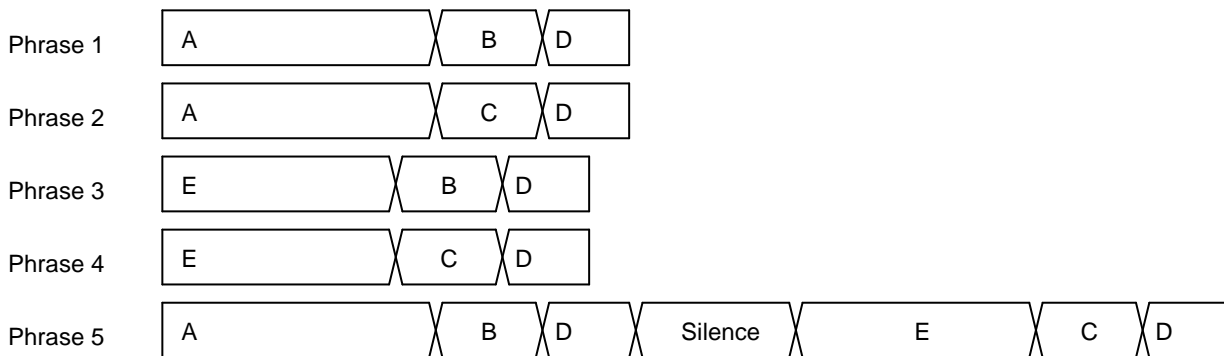 Phrase 1 A B D
Phrase 2 A C D
Phrase 3 E B D
Phrase 4 E C D
Phrase 5 A B D Silence E C D